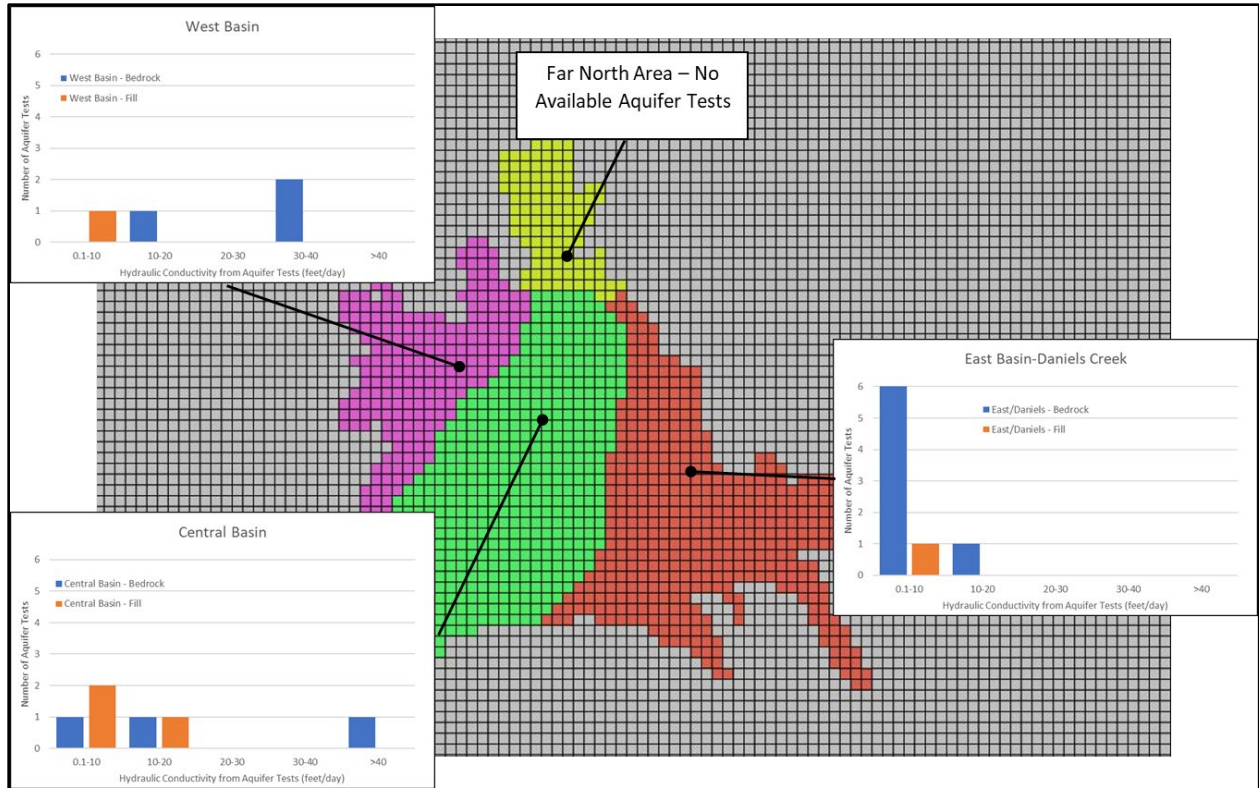 West Basin
6
5
4
3
2
1
0
Number of Aquifer Tests
West Basin - Bedrock
West Basin - Fill
0.1-10 10-20 20-30 30-40 >40
Hydraulic Conductivity from Aquifer Tests (feet/day)
Far North Area – No
Available Aquifer Tests
East Basin-Daniels Creek
6
5
4
3
2
1
0
Number of Aquifer Tests
East/Daniels - Bedrock
East/Daniels - Fill
0.1-10 10-20 20-30 30-40 >40
Hydraulic Conductivity from Aquifer Tests (feet/day)
Central Basin
6
5
4
3
2
1
0
Number of Aquifer Tests
Central Basin - Bedrock
Central Basin - Fill
0.1-10 10-20 20-30 30-40 >40
Hydraulic Conductivity from Aquifer Tests (feet/day)